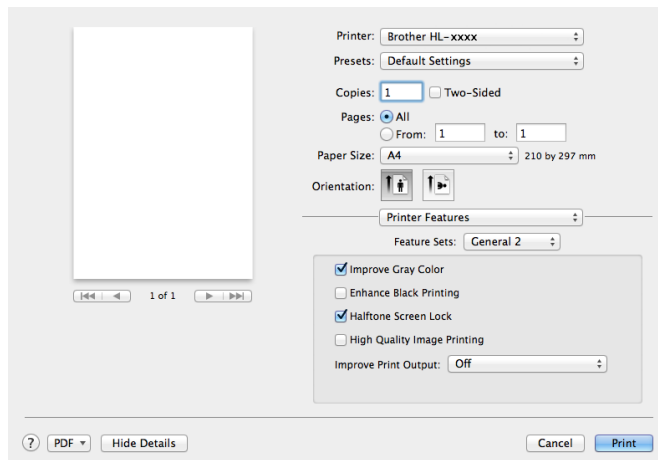 Printer: Brother HL-xxxx
Presets: Default Settings
Copies: 1 Two-Sided
Pages: All
From: 1 to: 1
Paper Size: A4 210 by 297 mm
Orientation:
Printer Features
Feature Sets: General 2
Improve Gray Color
Enhance Black Printing
Halftone Screen Lock
High Quality Image Printing
Improve Print Output: Off
1 of 1
? PDF Hide Details Cancel Print